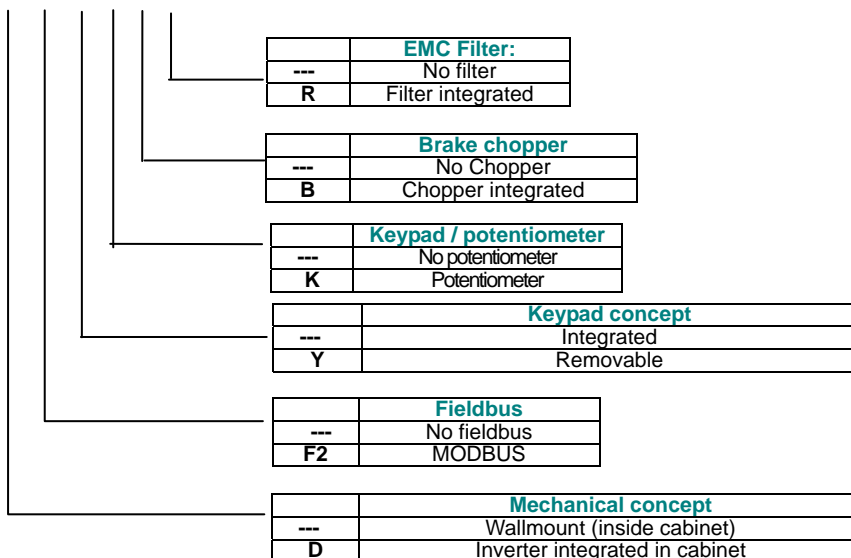 EMC Filter:
--- No filter
R Filter integrated
Brake chopper
--- No Chopper
B Chopper integrated
Keypad / potentiometer
--- No potentiometer
K Potentiometer
Keypad concept
--- Integrated
Y Removable
Fieldbus
--- No fieldbus
F2 MODBUS
Mechanical concept
--- Wallmount (inside cabinet)
D Inverter integrated in cabinet